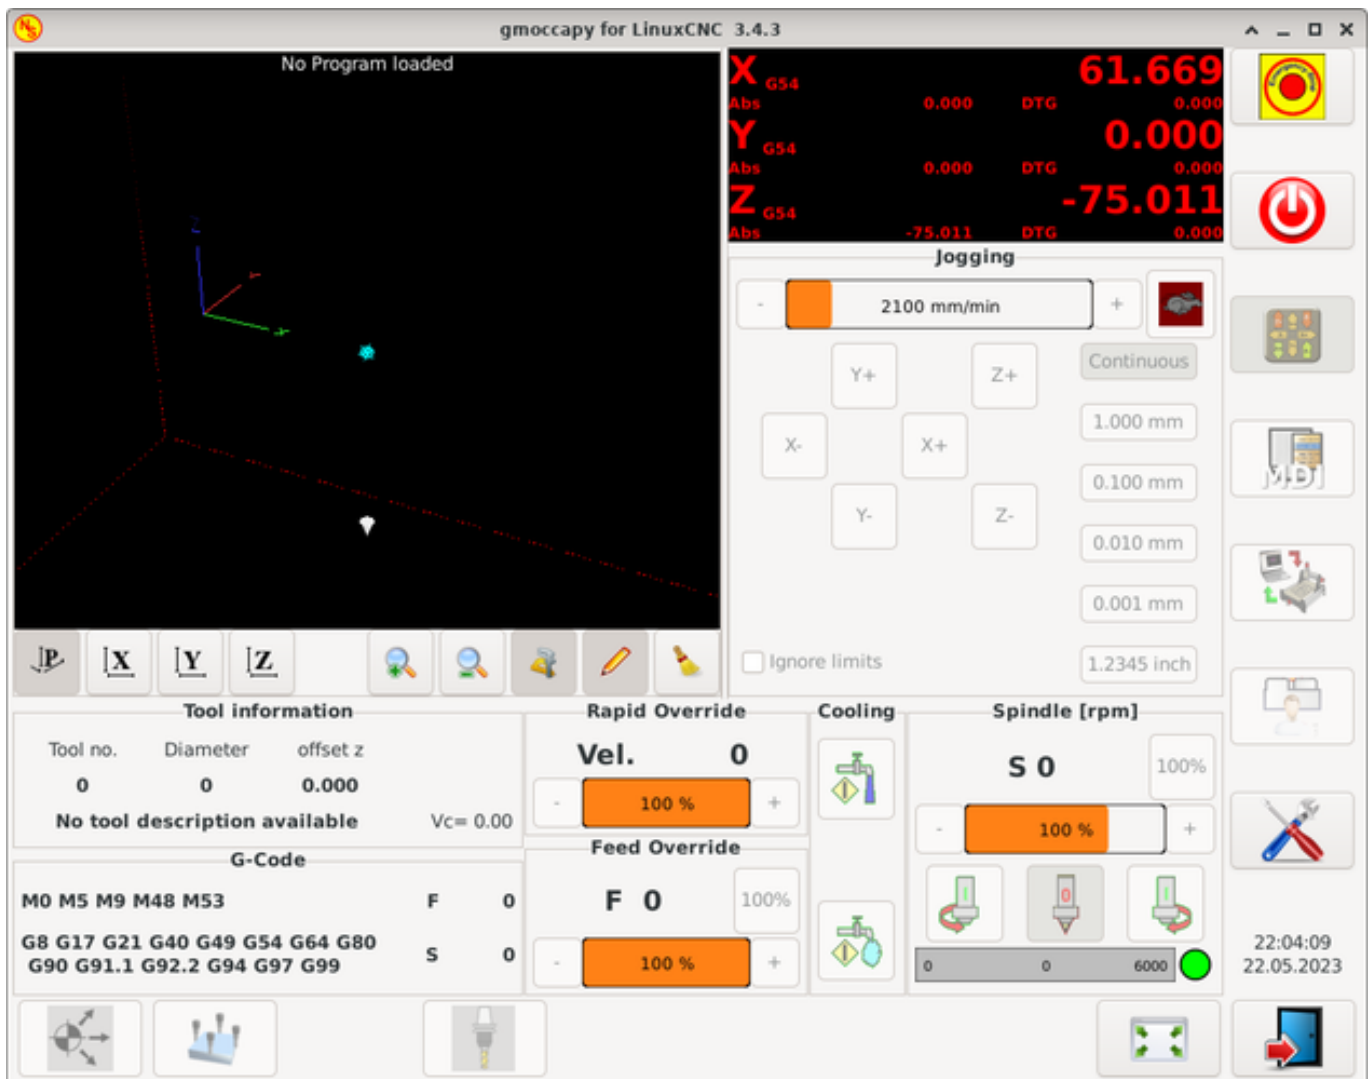 gmoccapy for LinuxCNC 3.4.3
No Program loaded
X G54 61.669
Abs 0.000 DTG 0.000
Y G54 0.000
Abs 0.000 DTG 0.000
Z G54 -75.011
Abs -75.011 DTG 0.000
Jogging
- 2100 mm/min +
Y+ Z+ Continuous
1.000 mm
X- X+
0.100 mm
Y- Z-
0.010 mm
0.001 mm
Ignore limits 1.2345 inch
MDI
Z
X
P X Y Z
Tool information
Tool no. Diameter offset z
0 0 0.000
No tool description available Vc= 0.00
G-Code
M0 M5 M9 M48 M53 F 0
G8 G17 G21 G40 G49 G54 G64 G80
G90 G91.1 G92.2 G94 G97 G99 S 0
Rapid Override
Vel. 0
- 100 % +
Feed Override
F 0 100%
- 100 % +
Cooling
Spindle [rpm]
S 0 100%
- 100 % +
I 0 I
0 0 6000
22:04:09
22.05.2023